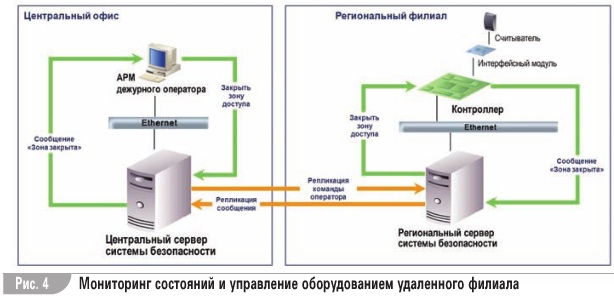 Центральный офис
АРМ
дежурного оператора
Закрыть
зону
доступа
Ethernet
Сообщение
«Зона закрыта»
Центральный сервер
системы безопасности
Репликация
команды
оператора
Репликация
сообщения
Региональный филиал
Считыватель
Интерфейсный модуль
Контроллер
Закрыть
зону
доступа
Ethernet
Сообщение
«Зона закрыта»
Региональный сервер
системы безопасности
Рис. 4 Мониторинг состояний и управление оборудованием удаленного филиала